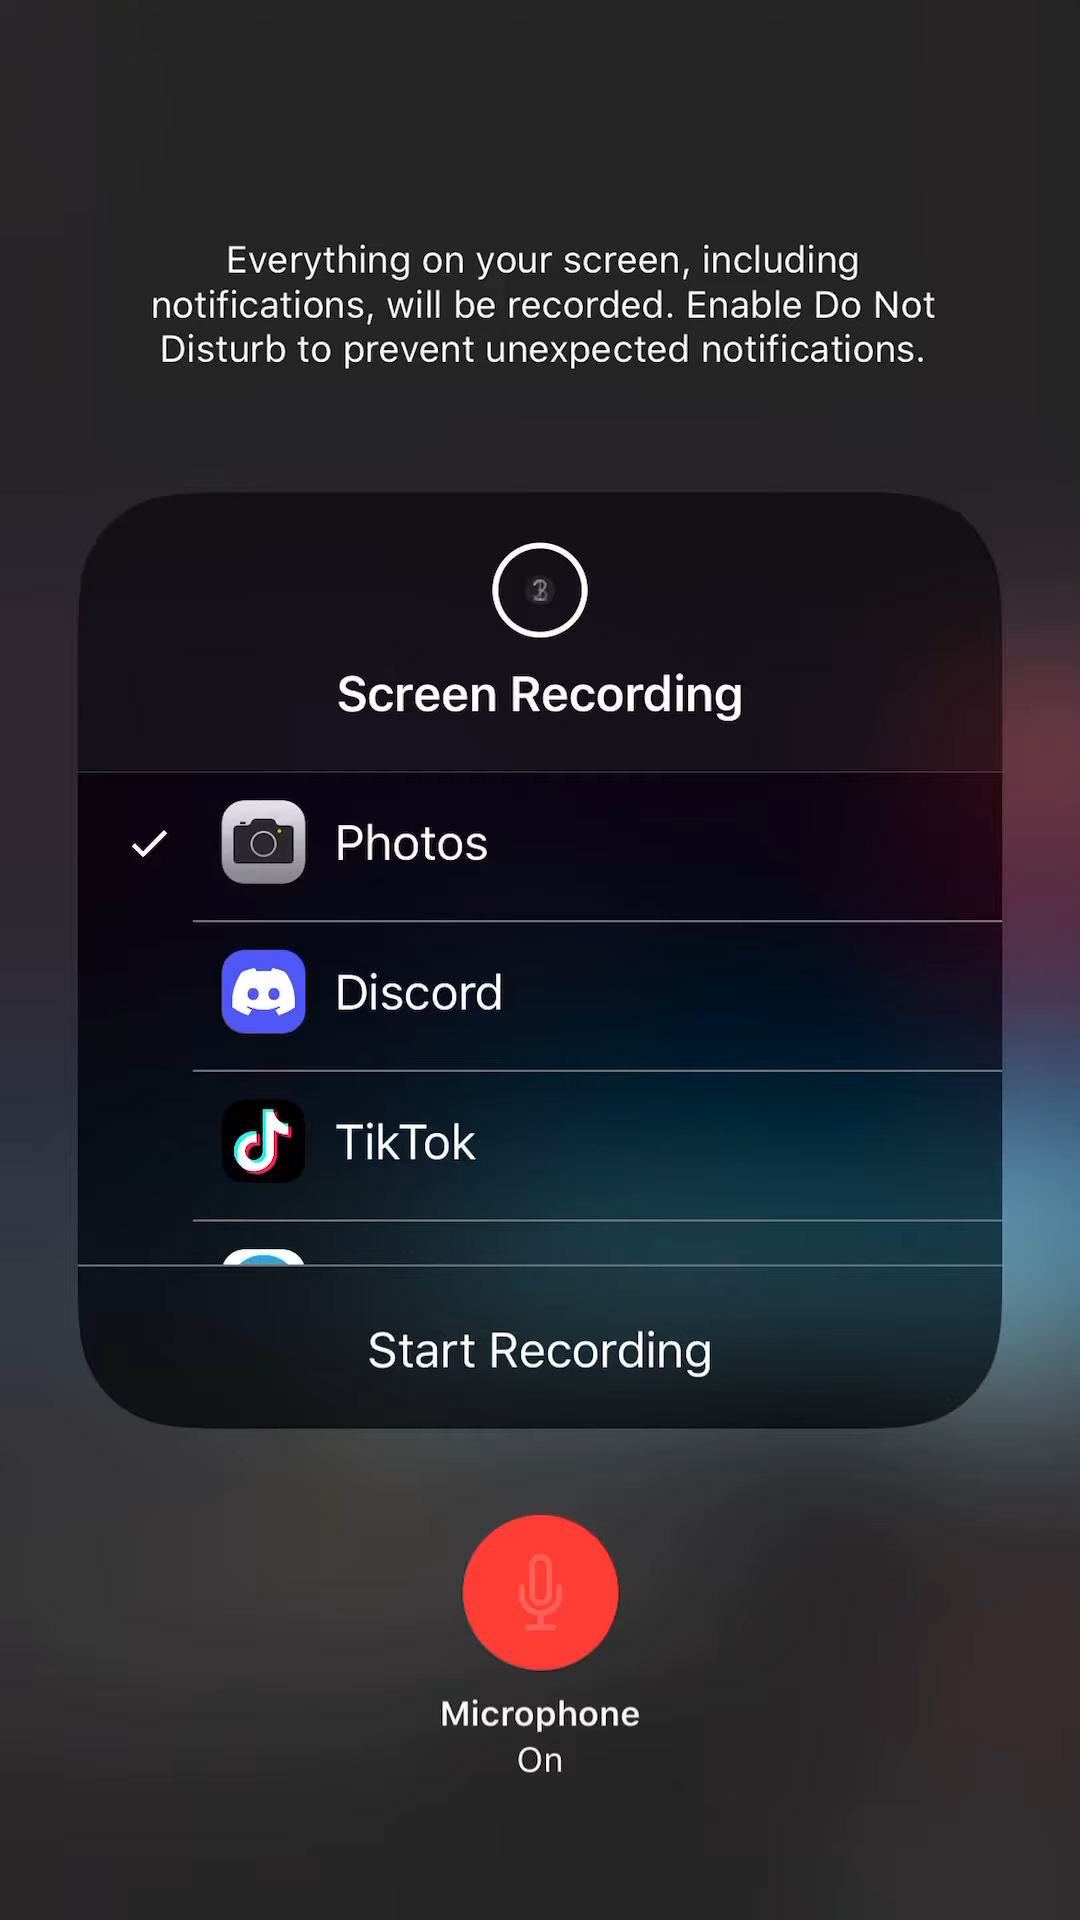 Everything on your screen, including
notifications, will be recorded. Enable Do Not
Disturb to prevent unexpected notifications.
Screen Recording
Photos
Discord
TikTok
Start Recording
Microphone
On